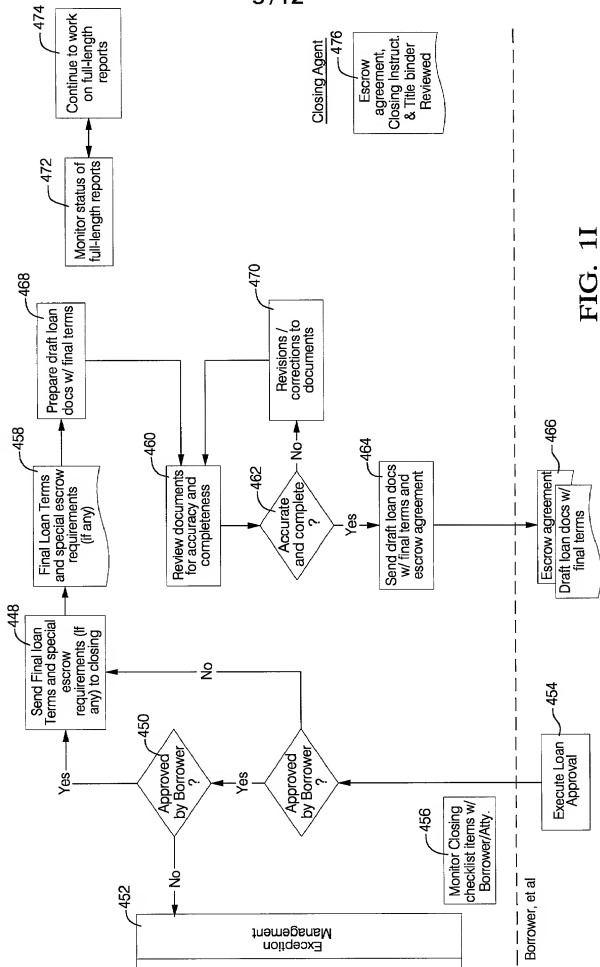 3 / 12
474
Continue to work
on full-length
reports
472
Monitor status of
full-length reports
Closing Agent
476
Escrow
agreement,
Closing Instruct.
& Title binder
Reviewed
468
Prepare draft loan
docs w/ final terms
458
Final Loan Terms
and special escrow
requirements
(if any)
448
Send Final loan
Terms and special
escrow
requirements (If
any) to closing
460
Review documents
for accuracy and
completeness
470
Revisions /
corrections to
documents
462
Accurate
and complete
?
No
Yes
464
Send draft loan docs
w/ final terms and
escrow agreement
466
Escrow agreement
Draft loan docs w/
final terms
Yes
450
Approved
by Borrower
?
No
Yes
No
Approved
by Borrower
?
452
Exception
Management
456
Monitor Closing
checklist items w/
Borrower/Atty.
454
Execute Loan
Approval
Borrower, et al
FIG. 1I